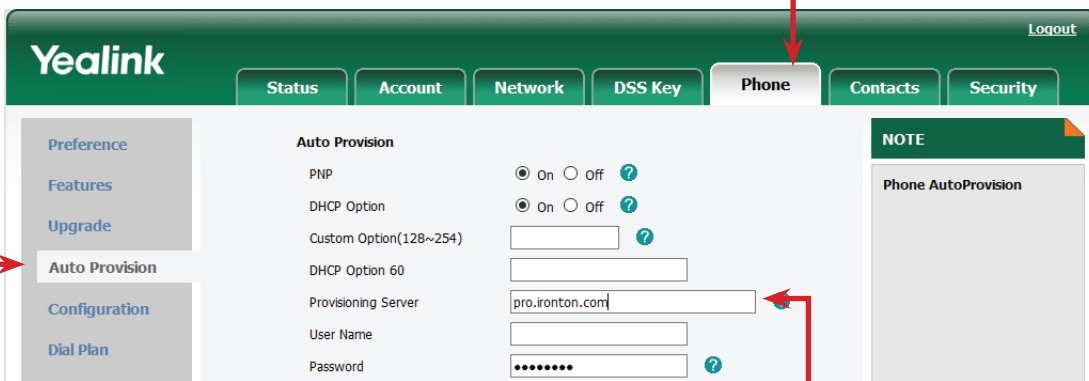 Logout
Yealink
Status Account Network DSS Key Phone Contacts Security
Preference
Features
Upgrade
Auto Provision
Configuration
Dial Plan
Auto Provision
PNP On Off ?
DHCP Option On Off ?
Custom Option(128~254) ?
DHCP Option 60
Provisioning Server pro.ironton.com
User Name
Password •••••••• ?
NOTE
Phone AutoProvision